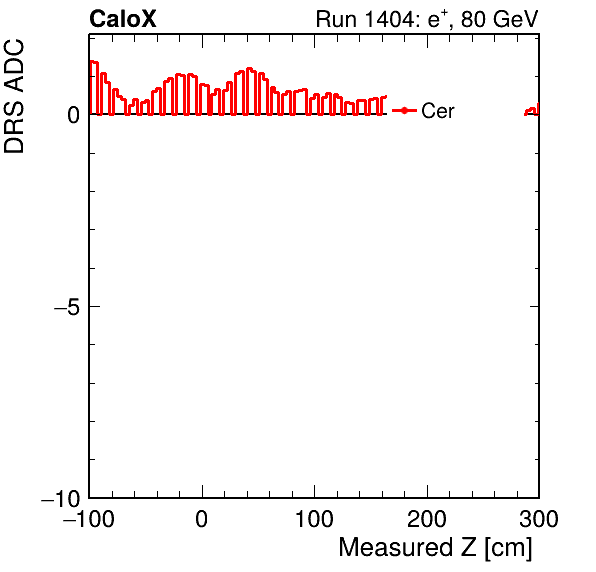 CaloX
Run 1404: e+, 80 GeV
DRS ADC
Cer
0
−5
−10
−100 0 100 200 300
Measured Z [cm]